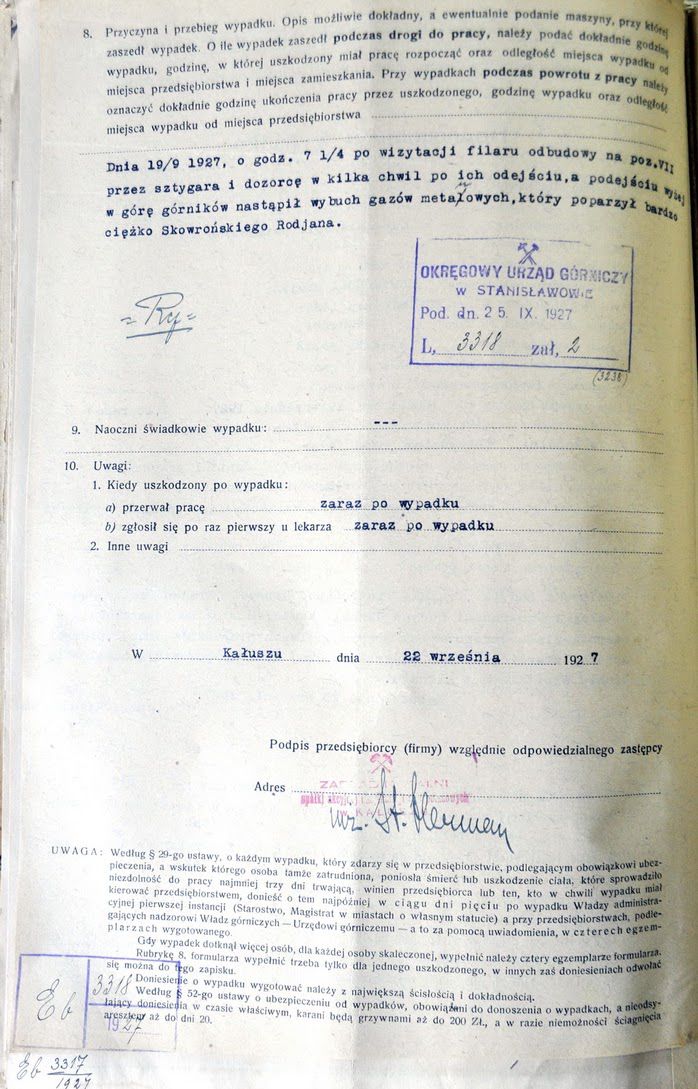 8. Przyczyna i przebieg wypadku. Opis możliwie dokładny, a ewentualnie podanie maszyny, przy której
zaszedł wypadek. O ile wypadek zaszedł podczas drogi do pracy, należy podać dokładnie godzinę
wypadku, godzinę, w której uszkodzony miał pracę rozpocząć oraz odległość miejsca wypadku od
miejsca przedsiębiorstwa i miejsca zamieszkania. Przy wypadkach podczas powrotu z pracy należy
oznaczyć dokładnie godzinę ukończenia pracy przez uszkodzonego, godzinę wypadku oraz odległość
miejsca wypadku od miejsca przedsiębiorstwa
Dnia 19/9 1927, o godz. 7 1/4 po wizytacji filaru odbudowy na poz.VII
przez sztygara i dozorcę w kilka chwil po ich odejściu,a podejściu wyżej
w górę górników nastąpił wybuch gazów metanowych,który poparzył bardzo
ciężko Skowrońskiego Rodjana.
OKRĘGOWY URZĄD GÓRNICZY
W STANISŁAWOWIE
Pod. dn. 25. IX. 1927
L. 3318 zał. 2
(3238)
9. Naoczni świadkowie wypadku: ---
10. Uwagi:
1. Kiedy uszkodzony po wypadku:
a) przerwał pracę zaraz po wypadku
b) zgłosił się po raz pierwszy u lekarza zaraz po wypadku
2. Inne uwagi
W Kałuszu dnia 22 września 1927
Podpis przedsiębiorcy (firmy) względnie odpowiedzialnego zastępcy
Adres
inż. St. Herman
UWAGA: Według § 29-go ustawy, o każdym wypadku, który zdarzy się w przedsiębiorstwie, podlegającym obowiązkowi ubez-
pieczenia, a wskutek którego osoba tamże zatrudniona, poniosła śmierć lub uszkodzenie ciała, które sprowadziło
niezdolność do pracy najmniej trzy dni trwającą, winien przedsiębiorca lub ten, kto w chwili wypadku miał
kierować przedsiębiorstwem, donieść o tem najpóźniej w ciągu dni pięciu po wypadku Władzy administra-
cyjnej pierwszej instancji (Starostwo, Magistrat w miastach o własnym statucie) a przy przedsiębiorstwach, podle-
gających nadzorowi Władz górniczych — Urzędowi górniczemu — a to za pomocą uwiadomienia, w czterech egzem-
plarzach wygotowanego.
Gdy wypadek dotknął więcej osób, dla każdej osoby skaleczonej, wypełnić należy cztery egzemplarze formularza.
Rubrykę 8. formularza wypełnić trzeba tylko dla jednego uszkodzonego, w innych zaś doniesieniach odwołać
się można do tego zapisku.
Doniesienie o wypadku wygotować należy z największą ścisłością i dokładnością.
Według § 52-go ustawy o ubezpieczeniu od wypadków, obowiązani do donoszenia o wypadkach, a nieodsy-
łający doniesienia w czasie właściwym, karani będą grzywnami aż do 200 Zł., a w razie niemożności ściągnięcia
aresztem aż do dni 20.
Eb 3318
1927
Eb 3317
1927